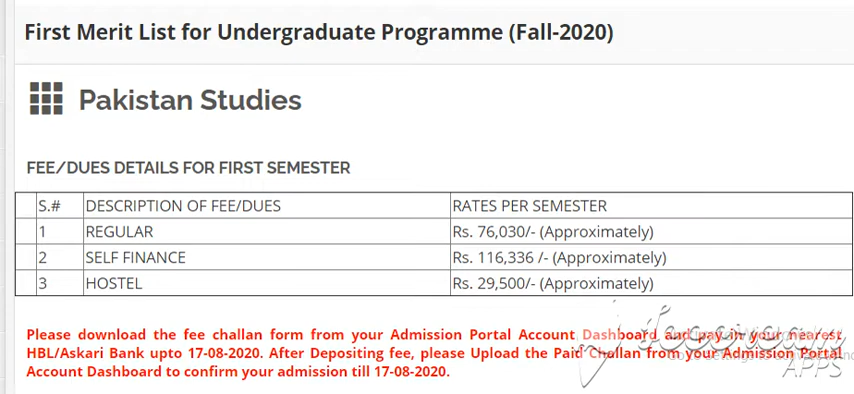 First Merit List for Undergraduate Programme (Fall-2020)
Pakistan Studies
FEE/DUES DETAILS FOR FIRST SEMESTER
S.# DESCRIPTION OF FEE/DUES RATES PER SEMESTER
1 REGULAR Rs. 76,030/- (Approximately)
2 SELF FINANCE Rs. 116,336 /- (Approximately)
3 HOSTEL Rs. 29,500/- (Approximately)
Please download the fee challan form from your Admission Portal Account Dashboard and pay in your nearest
HBL/Askari Bank upto 17-08-2020. After Depositing fee, please Upload the Paid Challan from your Admission Portal
Account Dashboard to confirm your admission till 17-08-2020.
APPS